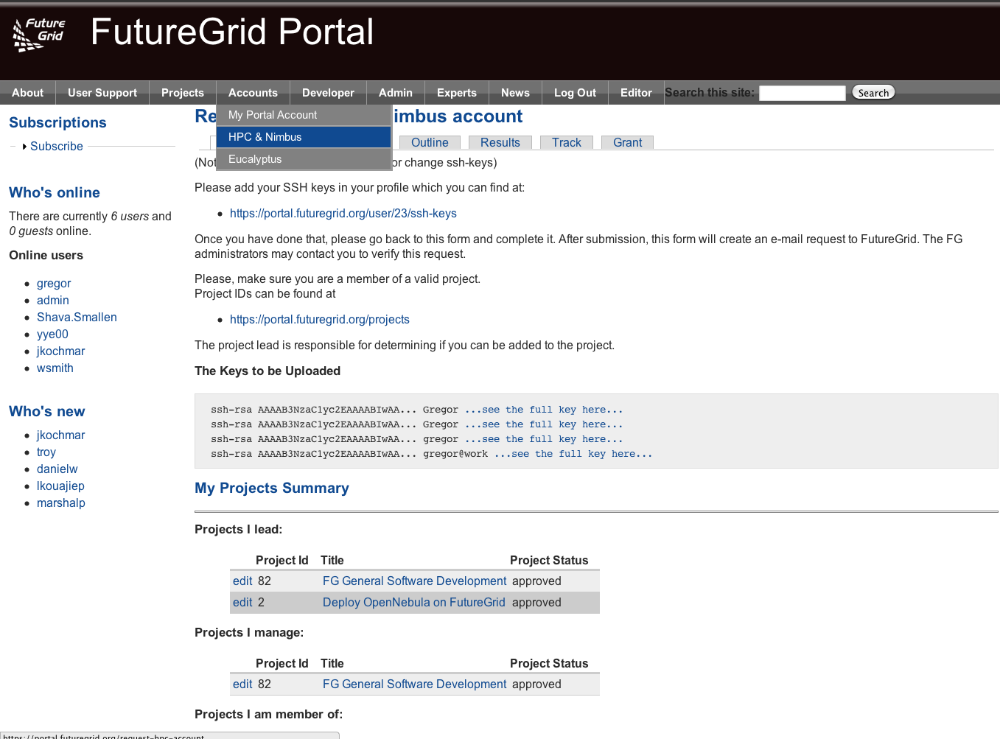 Future
Grid
FutureGrid Portal
About User Support Projects Accounts Developer Admin Experts News Log Out Editor Search this site: Search
My Portal Account
HPC & Nimbus
Eucalyptus
Subscriptions
Subscribe
Who's online
There are currently 6 users and
0 guests online.
Online users
gregor
admin
Shava.Smallen
yye00
jkochmar
wsmith
Who's new
jkochmar
troy
danielw
lkouajiep
marshalp
Re imbus account
Outline Results Track Grant
(Not or change ssh-keys)
Please add your SSH keys in your profile which you can find at:
https://portal.futuregrid.org/user/23/ssh-keys
Once you have done that, please go back to this form and complete it. After submission, this form will create an e-mail request to FutureGrid. The FG
administrators may contact you to verify this request.
Please, make sure you are a member of a valid project.
Project IDs can be found at
https://portal.futuregrid.org/projects
The project lead is responsible for determining if you can be added to the project.
The Keys to be Uploaded
ssh-rsa AAAAB3NzaC1yc2EAAAABIwAA... Gregor ...see the full key here...
ssh-rsa AAAAB3NzaC1yc2EAAAABIwAA... Gregor ...see the full key here...
ssh-rsa AAAAB3NzaC1yc2EAAAABIwAA... gregor ...see the full key here...
ssh-rsa AAAAB3NzaC1yc2EAAAABIwAA... gregor@work ...see the full key here...
My Projects Summary
Projects I lead:
Project Id Title Project Status
edit 82 FG General Software Development approved
edit 2 Deploy OpenNebula on FutureGrid approved
Projects I manage:
Project Id Title Project Status
edit 82 FG General Software Development approved
Projects I am member of:
https://portal.futuregrid.org/request-hpc-account